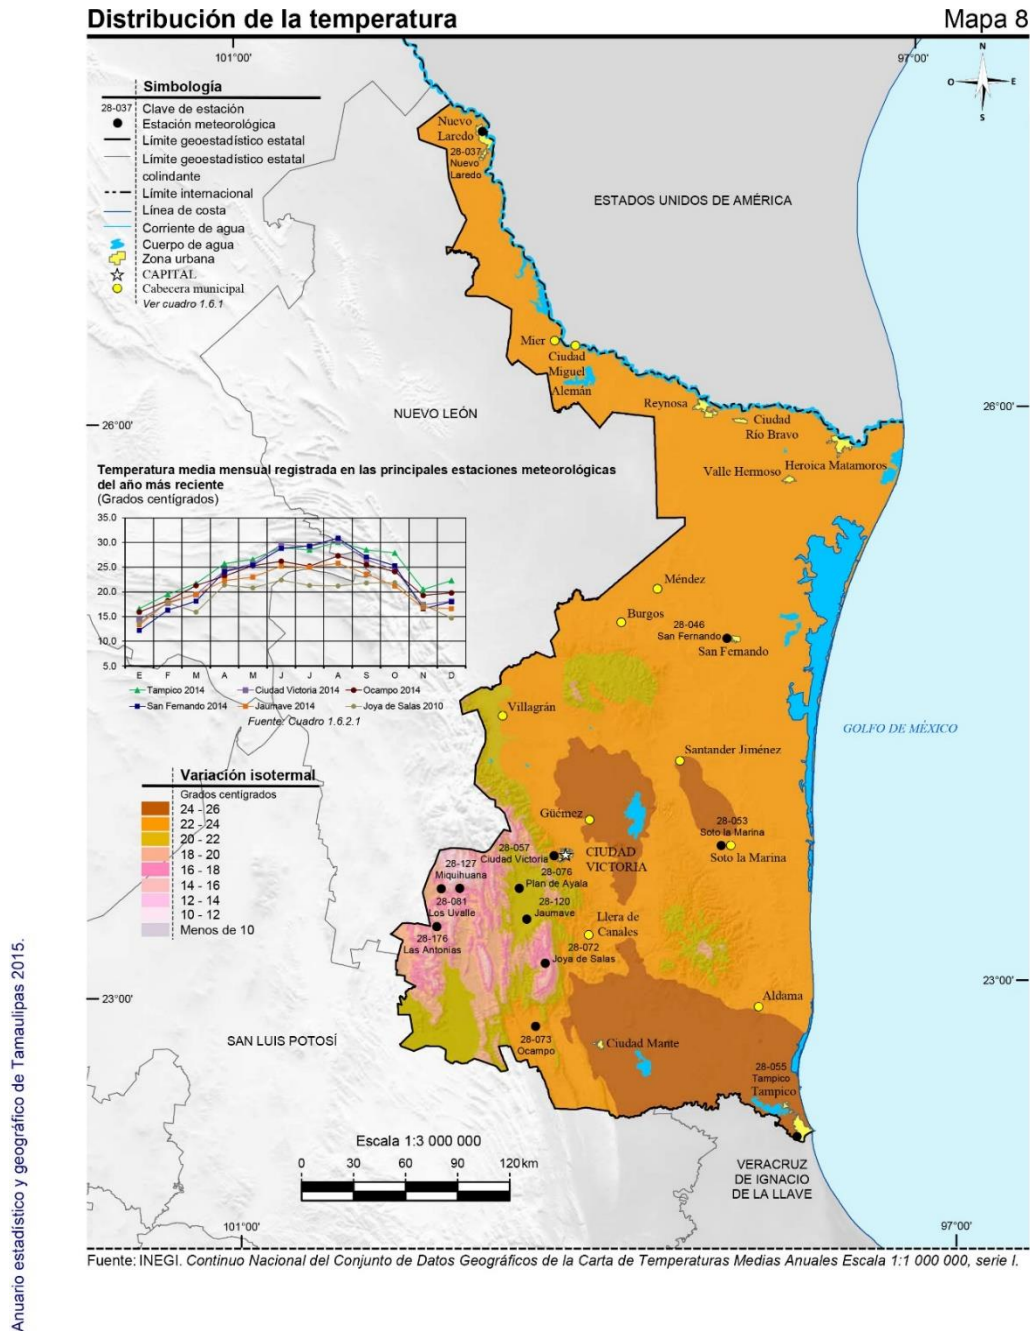 Distribución de la temperatura
Mapa 8
101°00'
97°00'
N
O
E
S
Simbología
28-037 Clave de estación
Estación meteorológica
Límite geoestadístico estatal
Límite geoestadístico estatal
colindante
Límite internacional
Línea de costa
Corriente de agua
Cuerpo de agua
Zona urbana
CAPITAL
Cabecera municipal
Ver cuadro 1.6.1
Nuevo
Laredo
28-037
Nuevo
Laredo
ESTADOS UNIDOS DE AMÉRICA
Mier
Ciudad
Miguel
Alemán
NUEVO LEÓN
Reynosa
Ciudad
Río Bravo
26°00'
26°00'
Valle Hermoso
Heroica Matamoros
Temperatura media mensual registrada en las principales estaciones meteorológicas
del año más reciente
(Grados centígrados)
35.0
30.0
25.0
20.0
15.0
10.0
5.0
E F M A M J J A S O N D
Tampico 2014
Ciudad Victoria 2014
Ocampo 2014
San Fernando 2014
Jaumave 2014
Joya de Salas 2010
Fuente: Cuadro 1.6.2.1
Méndez
Burgos
28-046
San Fernando
San Fernando
Villagrán
GOLFO DE MÉXICO
Santander Jiménez
Variación isotermal
Grados centígrados
24 - 26
22 - 24
20 - 22
18 - 20
16 - 18
14 - 16
12 - 14
10 - 12
Menos de 10
Güémez
28-053
Soto la Marina
Soto la Marina
28-057
Ciudad Victoria
CIUDAD
VICTORIA
28-127
Miquihuana
28-076
Plan de Ayala
28-081
Los Uvalle
28-120
Jaumave
Llera de
Canales
28-176
Las Antonias
28-072
Joya de Salas
23°00'
23°00'
Aldama
SAN LUIS POTOSÍ
28-073
Ocampo
Ciudad Mante
28-055
Tampico
Tampico
Escala 1:3 000 000
0 30 60 90 120 km
VERACRUZ
DE IGNACIO
DE LA LLAVE
101°00'
97°00'
Fuente: INEGI. Continuo Nacional del Conjunto de Datos Geográficos de la Carta de Temperaturas Medias Anuales Escala 1:1 000 000, serie I.
Anuario estadístico y geográfico de Tamaulipas 2015.